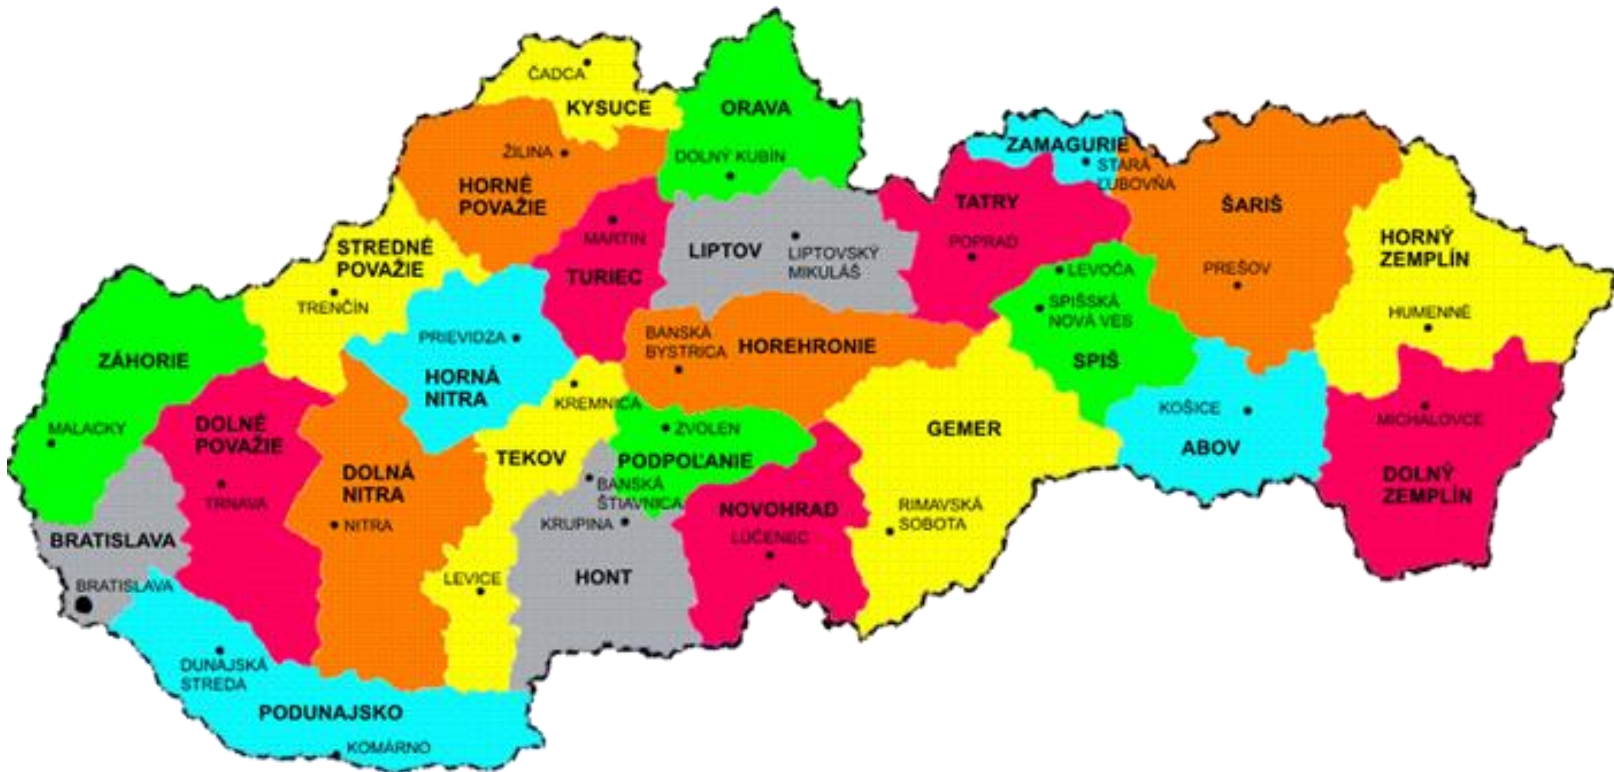 ČADCA
KYSUCE
ORAVA
ŽILINA
DOLNÝ KUBÍN
HORNÉ
POVAŽIE
ZAMAGURIE
STARÁ
ĽUBOVŇA
TATRY
ŠARIŠ
MARTIN
TURIEC
LIPTOV
LIPTOVSKÝ
MIKULÁŠ
POPRAD
STREDNÉ
POVAŽIE
TRENČÍN
LEVOČA
PREŠOV
HORNÝ
ZEMPLÍN
SPIŠSKÁ
NOVÁ VES
SPIŠ
HUMENNÉ
ZÁHORIE
PRIEVIDZA
HORNÁ
NITRA
BANSKÁ
BYSTRICA
HOREHRONIE
KREMNICA
MALACKY
DOLNÉ
POVAŽIE
TRNAVA
DOLNÁ
NITRA
NITRA
TEKOV
ZVOLEN
PODPOĽANIE
GEMER
KOŠICE
ABOV
MICHALOVCE
DOLNÝ
ZEMPLÍN
BANSKÁ
ŠTIAVNICA
KRUPINA
NOVOHRAD
LUČENEC
RIMAVSKÁ
SOBOTA
BRATISLAVA
BRATISLAVA
LEVICE
HONT
DUNAJSKÁ
STREDA
PODUNAJSKO
KOMÁRNO